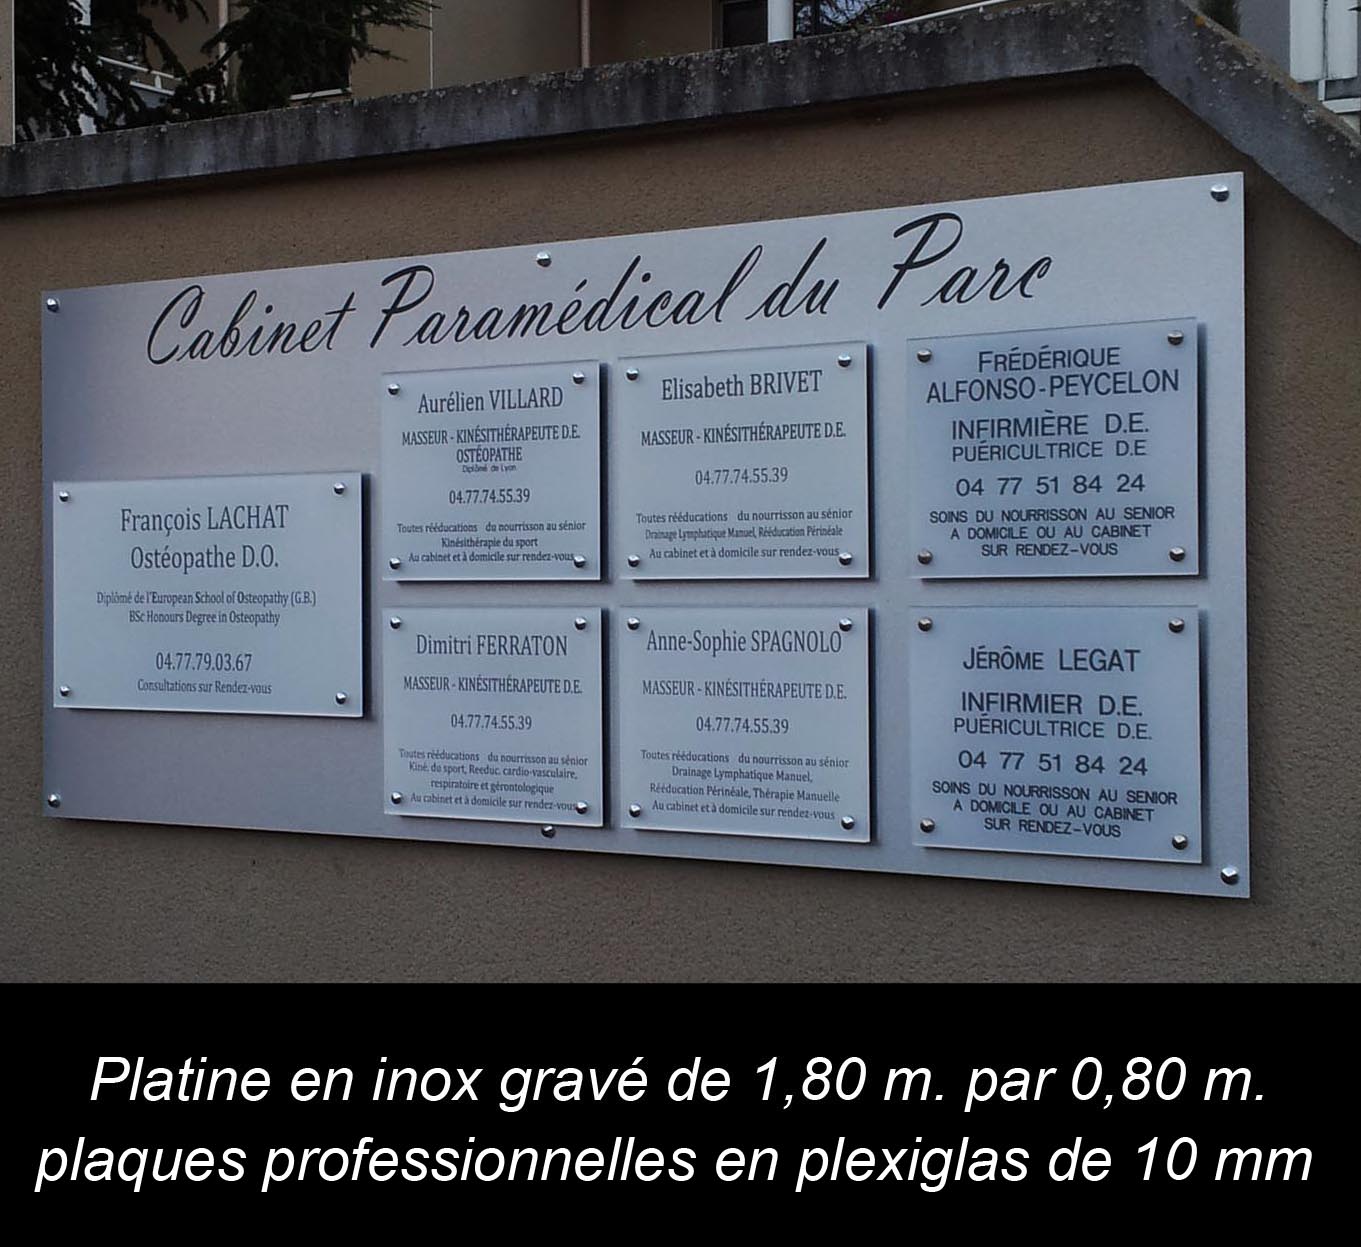 Cabinet Paramédical du Parc
François LACHAT
Ostéopathe D.O.
Diplômé de l'European School of Osteopathy (G.B.)
BSc Honours Degree in Osteopathy
04.77.79.03.67
Consultations sur Rendez-vous
Aurélien VILLARD
MASSEUR - KINÉSITHÉRAPEUTE D.E.
OSTÉOPATHE
Diplômé de Lyon
04.77.74.55.39
Toutes rééducations du nourrisson au sénior
Kinésithérapie du sport
Au cabinet et à domicile sur rendez-vous
Elisabeth BRIVET
MASSEUR - KINÉSITHÉRAPEUTE D.E.
04.77.74.55.39
Toutes rééducations du nourrisson au sénior
Drainage Lymphatique Manuel, Rééducation Périnéale
Au cabinet et à domicile sur rendez-vous
FRÉDÉRIQUE
ALFONSO-PEYCELON
INFIRMIÈRE D.E.
PUÉRICULTRICE D.E
04 77 51 84 24
SOINS DU NOURRISSON AU SENIOR
A DOMICILE OU AU CABINET
SUR RENDEZ-VOUS
Dimitri FERRATON
MASSEUR - KINÉSITHÉRAPEUTE D.E.
04.77.74.55.39
Toutes rééducations du nourrisson au sénior
Kiné. du sport, Reeduc. cardio-vasculaire,
respiratoire et gérontologique
Au cabinet et à domicile sur rendez-vous
Anne-Sophie SPAGNOLO
MASSEUR - KINÉSITHÉRAPEUTE D.E.
04.77.74.55.39
Toutes rééducations du nourrisson au sénior
Drainage Lymphatique Manuel,
Rééducation Périnéale, Thérapie Manuelle
Au cabinet et à domicile sur rendez-vous
JÉRÔME LEGAT
INFIRMIER D.E.
PUÉRICULTRICE D.E.
04 77 51 84 24
SOINS DU NOURRISSON AU SENIOR
A DOMICILE OU AU CABINET
SUR RENDEZ-VOUS
Platine en inox gravé de 1,80 m. par 0,80 m.
plaques professionnelles en plexiglas de 10 mm